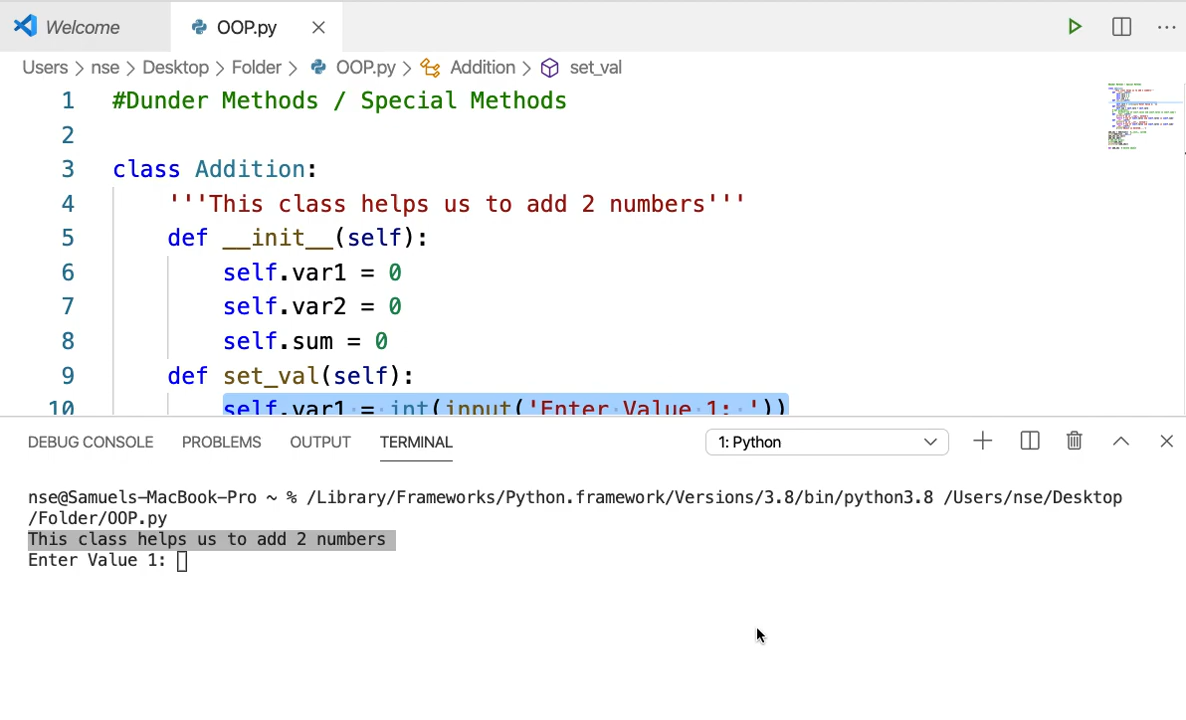 Welcome OOP.py
Users > nse > Desktop > Folder > OOP.py > Addition > set_val
1 #Dunder Methods / Special Methods
2
3 class Addition:
4 '''This class helps us to add 2 numbers'''
5 def __init__(self):
6 self.var1 = 0
7 self.var2 = 0
8 self.sum = 0
9 def set_val(self):
10 self.var1 = int(input('Enter Value 1: '))
DEBUG CONSOLE PROBLEMS OUTPUT TERMINAL 1: Python
nse@Samuels-MacBook-Pro ~ % /Library/Frameworks/Python.framework/Versions/3.8/bin/python3.8 /Users/nse/Desktop
/Folder/OOP.py
This class helps us to add 2 numbers
Enter Value 1: